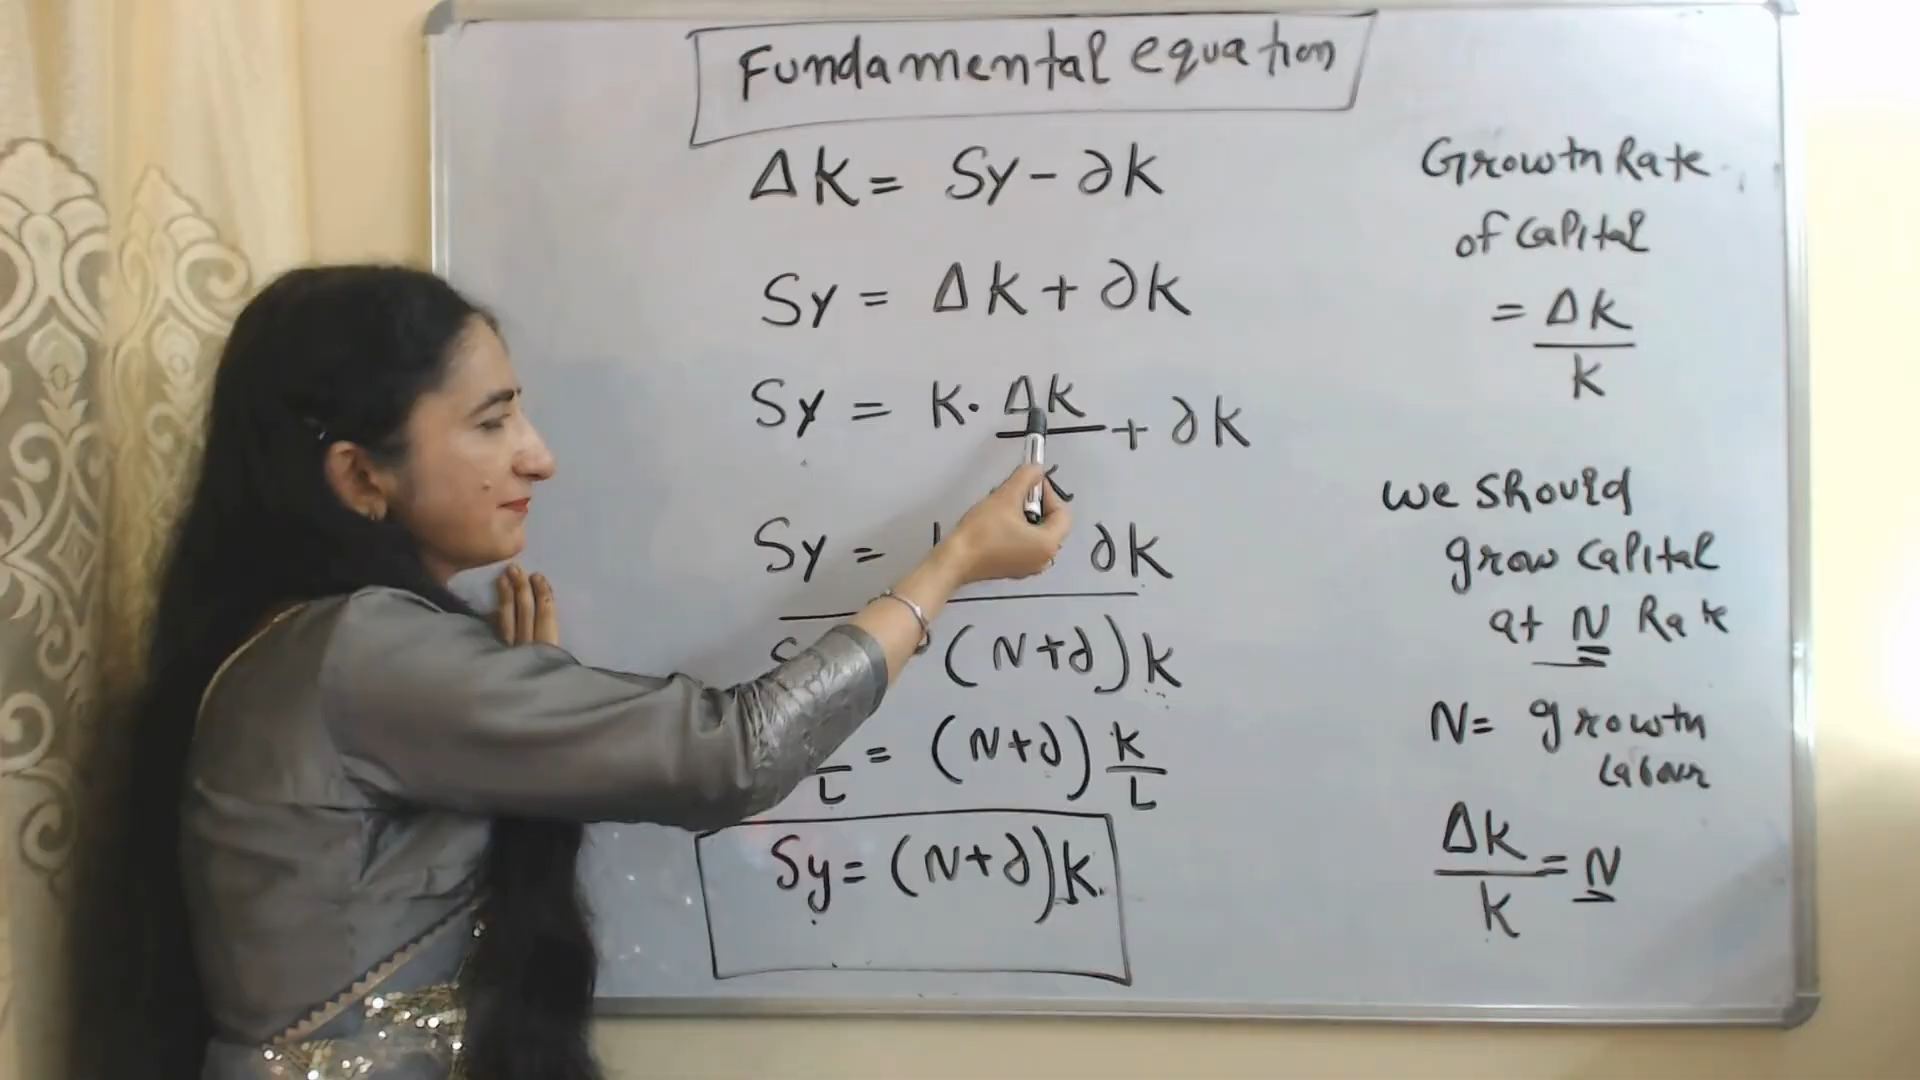 Fundamental equation
ΔK = SY - ∂K
SY = ΔK + ∂K
SY = K. ΔK/K + ∂K
SY = ∂K
(N+∂)K
/L = (N+∂) K/L
Sy = (N+∂)k.
Growth Rate
of Capital
= ΔK
K
we should
grow capital
at N Rate
N= growth
Labour
ΔK/K = N